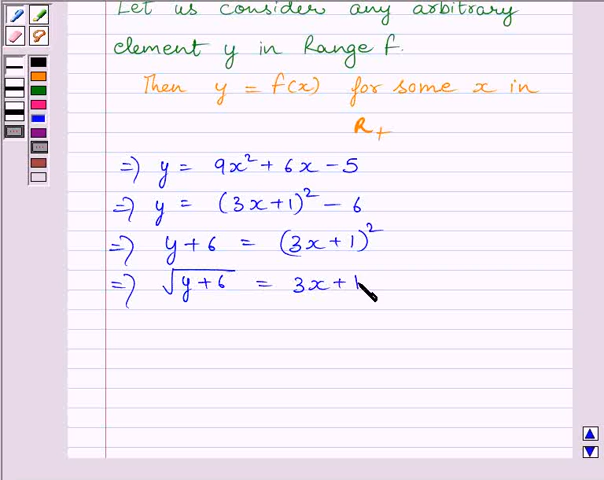 Let us consider any arbitrary
element y in Range f.
Then y = f(x) for some x in
R₊
=) y = 9x² + 6x - 5
=) y = (3x+1)² - 6
=) y+6 = (3x+1)²
=) √(y+6) = 3x+1